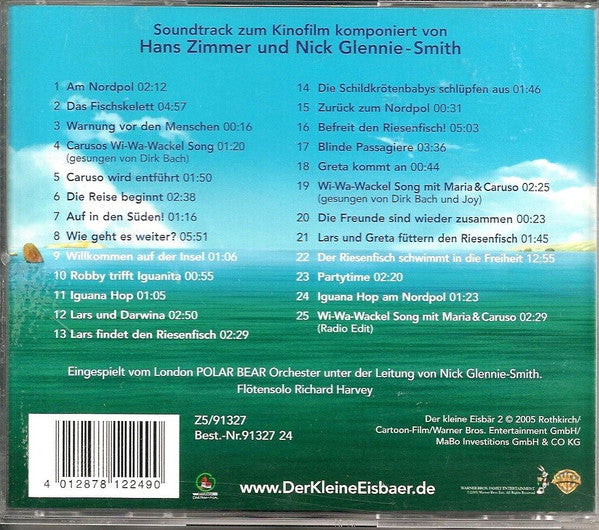 Soundtrack zum Kinofilm komponiert von
Hans Zimmer und Nick Glennie-Smith
1 Am Nordpol 02:12
2 Das Fischskelett 04:57
3 Warnung vor den Menschen 00:16
4 Carusos Wi-Wa-Wackel Song 01:20
(gesungen von Dirk Bach)
5 Caruso wird entführt 01:50
6 Die Reise beginnt 02:38
7 Auf in den Süden! 01:16
8 Wie geht es weiter? 05:51
9 Willkommen auf der Insel 01:06
10 Robby trifft Iguanita 00:55
11 Iguana Hop 01:05
12 Lars und Darwina 02:50
13 Lars findet den Riesenfisch 02:29
14 Die Schildkrötenbabys schlüpfen aus 01:46
15 Zurück zum Nordpol 00:31
16 Befreit den Riesenfisch! 05:03
17 Blinde Passagiere 03:36
18 Greta kommt an 00:44
19 Wi-Wa-Wackel Song mit Maria & Caruso 02:25
(gesungen von Dirk Bach und Joy)
20 Die Freunde sind wieder zusammen 00:23
21 Lars und Greta füttern den Riesenfisch 01:45
22 Der Riesenfisch schwimmt in die Freiheit 12:55
23 Partytime 02:20
24 Iguana Hop am Nordpol 01:23
25 Wi-Wa-Wackel Song mit Maria & Caruso 02:29
(Radio Edit)
Eingespielt vom London POLAR BEAR Orchester unter der Leitung von Nick Glennie-Smith.
Flötensolo Richard Harvey
Z5/91327
Best.-Nr.91327 24
Der kleine Eisbär 2 © 2005 Rothkirch/
Cartoon-Film/Warner Bros. Entertainment GmbH/
MaBo Investitions GmbH & CO KG
4 012878 122490
www.DerKleineEisbaer.de
WARNER BROS. FAMILY ENTERTAINMENT